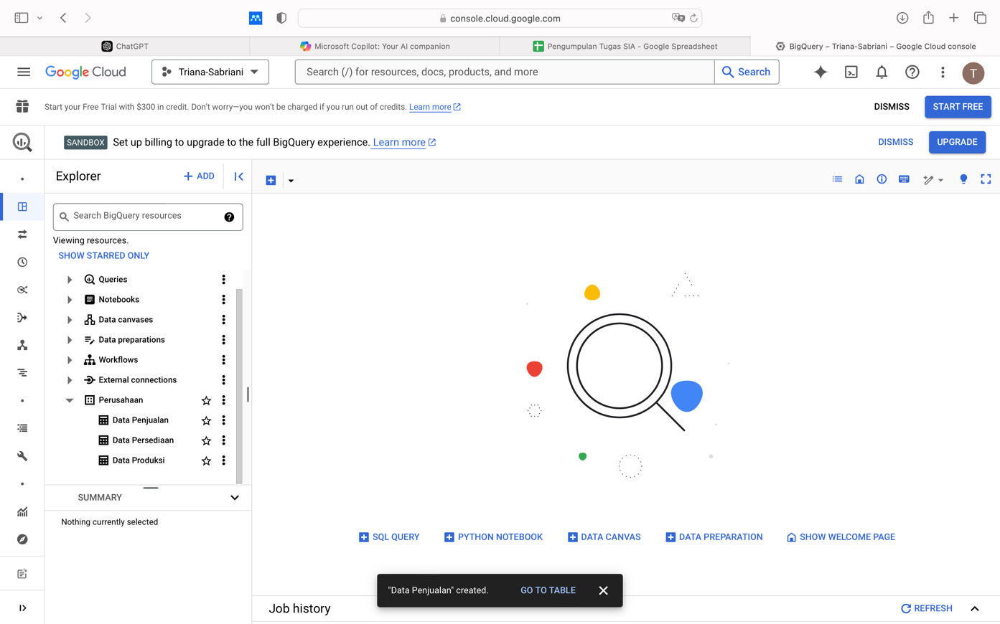 console.cloud.google.com
ChatGPT
Microsoft Copilot: Your AI companion
Pengumpulan Tugas SIA - Google Spreadsheet
BigQuery – Triana-Sabriani – Google Cloud console
Google Cloud
Triana-Sabriani
Search (/) for resources, docs, products, and more
Search
T
Start your Free Trial with $300 in credit. Don’t worry—you won’t be charged if you run out of credits. Learn more
DISMISS
START FREE
SANDBOX Set up billing to upgrade to the full BigQuery experience. Learn more
DISMISS
UPGRADE
Explorer
ADD
Search BigQuery resources
Viewing resources.
SHOW STARRED ONLY
Queries
Notebooks
Data canvases
Data preparations
Workflows
External connections
Perusahaan
Data Penjualan
Data Persediaan
Data Produksi
SUMMARY
Nothing currently selected
SQL QUERY
PYTHON NOTEBOOK
DATA CANVAS
DATA PREPARATION
SHOW WELCOME PAGE
"Data Penjualan" created.
GO TO TABLE
Job history
REFRESH